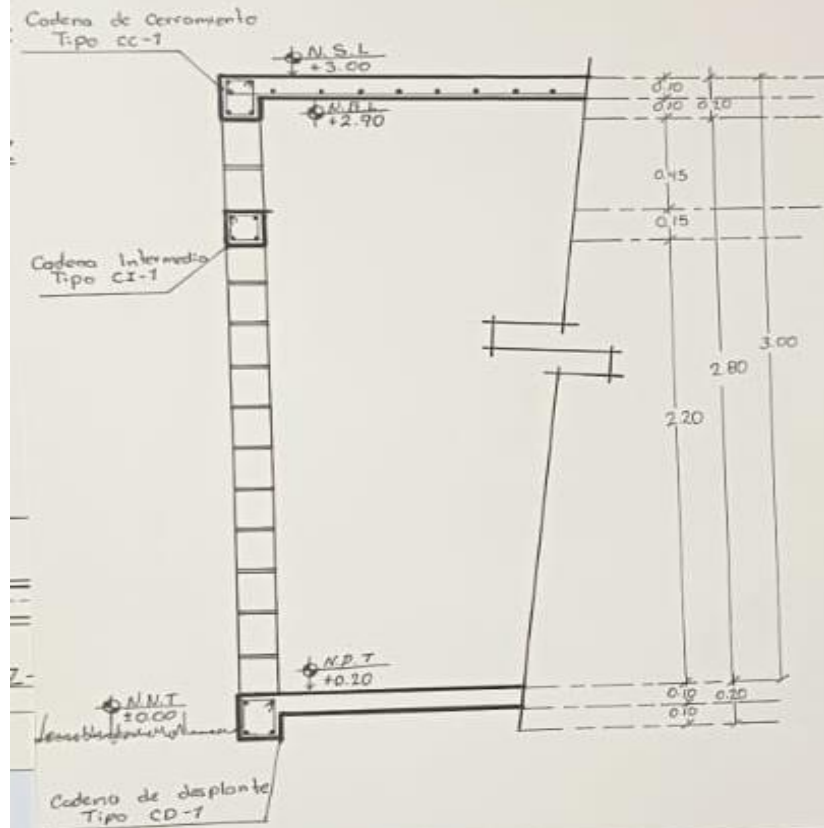 Cadena de Cerramiento
Tipo CC-1
N.S.L
+3.00
N.B.L
+2.90
0.10
0.10
0.20
0.45
0.15
Cadena Intermedia
Tipo CI-1
3.00
2.80
2.20
N.P.T
+0.20
N.N.T
±0.00
0.10
0.20
0.10
Cadena de desplante
Tipo CD-1